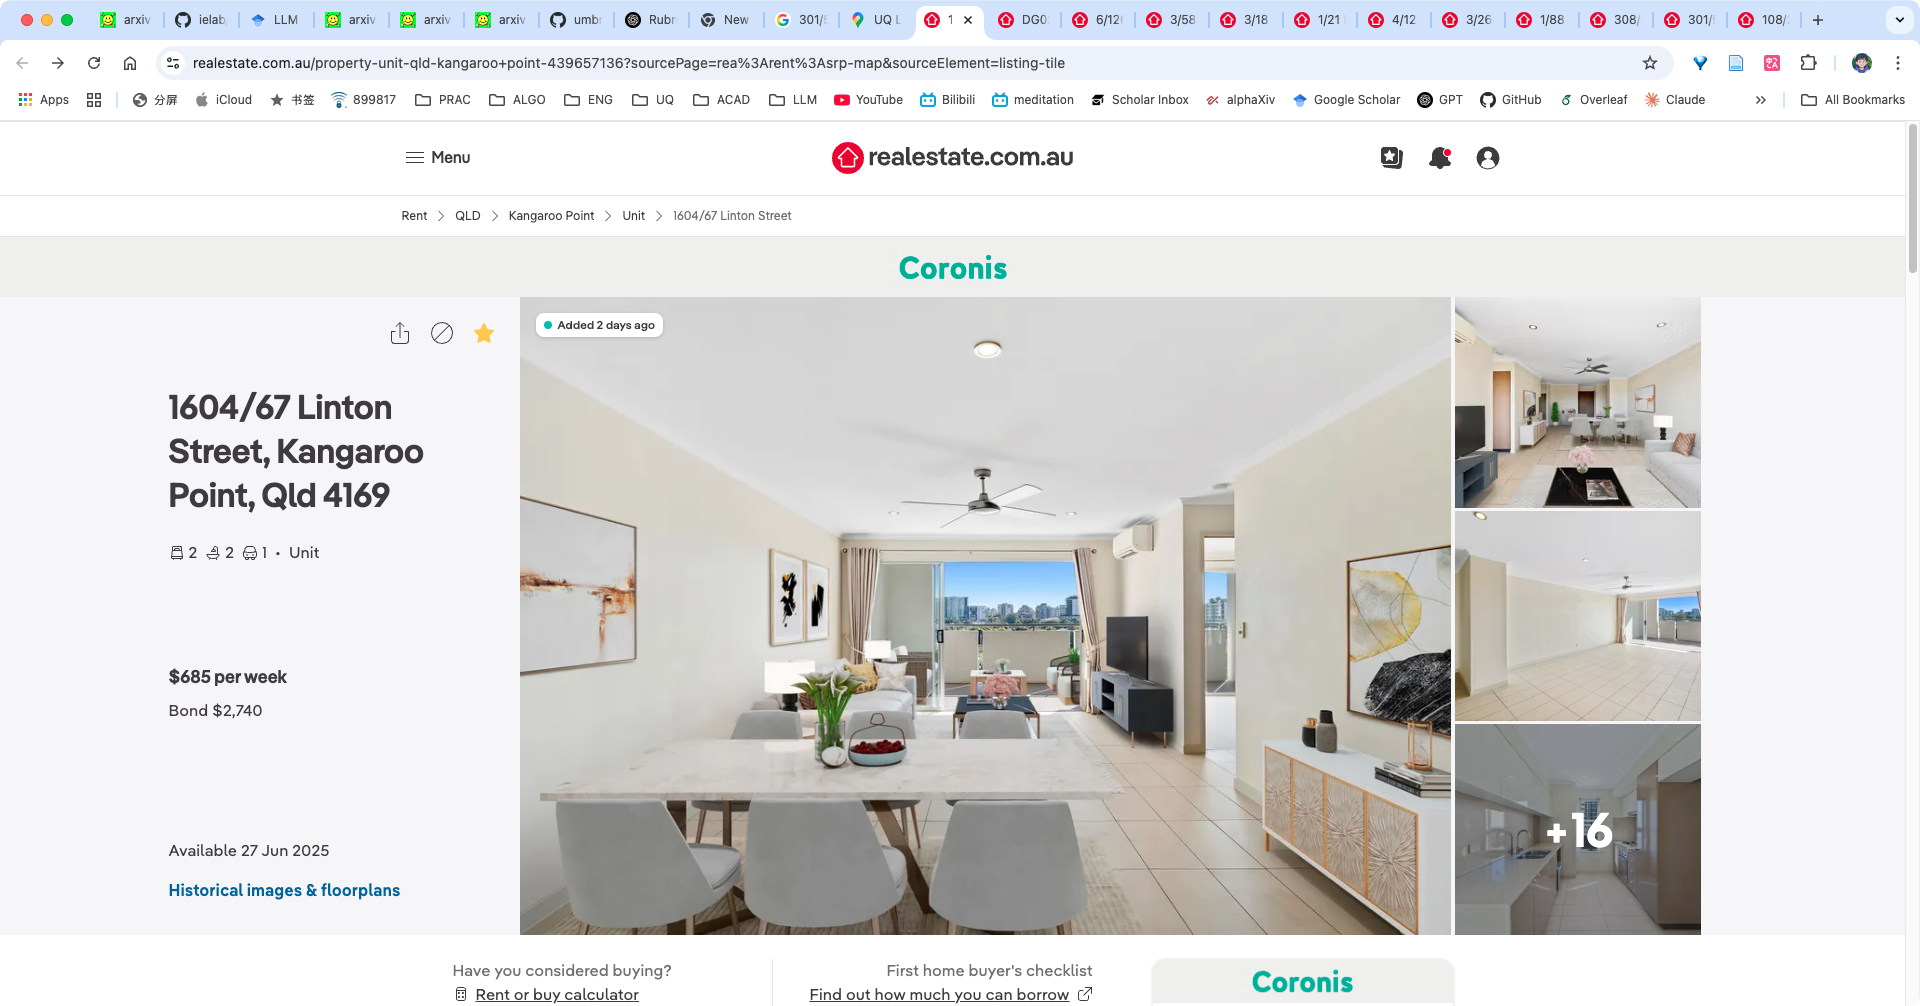 arxiv
ielab
LLM
arxiv
arxiv
arxiv
umbr
Rubr
New
301/
UQ L
1
DG0
6/12
3/58
3/18
1/21
4/12
3/26
1/88
308/
301/
108/
realestate.com.au/property-unit-qld-kangaroo+point-439657136?sourcePage=rea%3Arent%3Asrp-map&sourceElement=listing-tile
Apps
分屏
iCloud
书签
899817
PRAC
ALGO
ENG
UQ
ACAD
LLM
YouTube
Bilibili
meditation
Scholar Inbox
alphaXiv
Google Scholar
GPT
GitHub
Overleaf
Claude
All Bookmarks
Menu
realestate.com.au
Rent
QLD
Kangaroo Point
Unit
1604/67 Linton Street
Coronis
Added 2 days ago
1604/67 Linton
Street, Kangaroo
Point, Qld 4169
2 2 1 • Unit
$685 per week
Bond $2,740
Available 27 Jun 2025
Historical images & floorplans
+16
Have you considered buying?
Rent or buy calculator
First home buyer's checklist
Find out how much you can borrow
Coronis